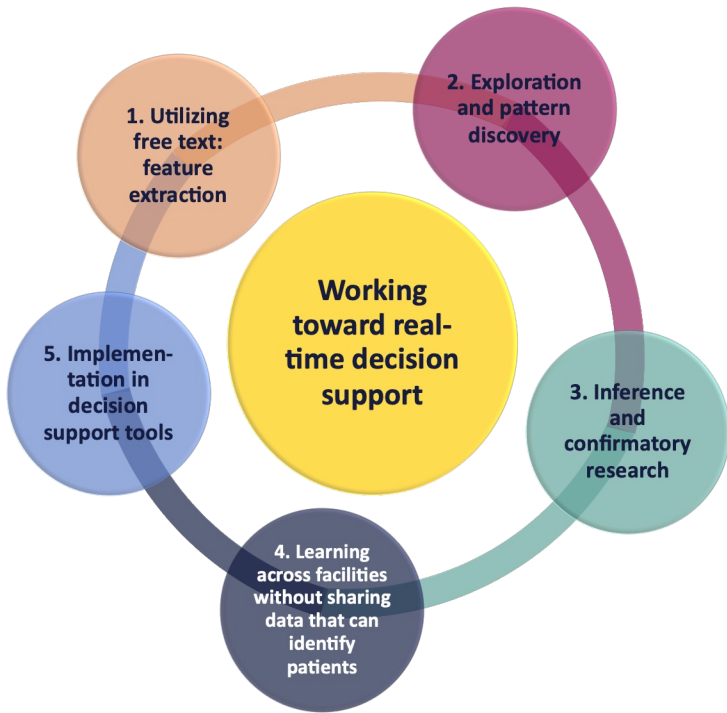 1. Utilizing
free text:
feature
extraction
2. Exploration
and pattern
discovery
Working
toward real-
time decision
support
3. Inference
and
confirmatory
research
4. Learning
across facilities
without sharing
data that can
identify
patients
5. Implemen-
tation in
decision
support tools